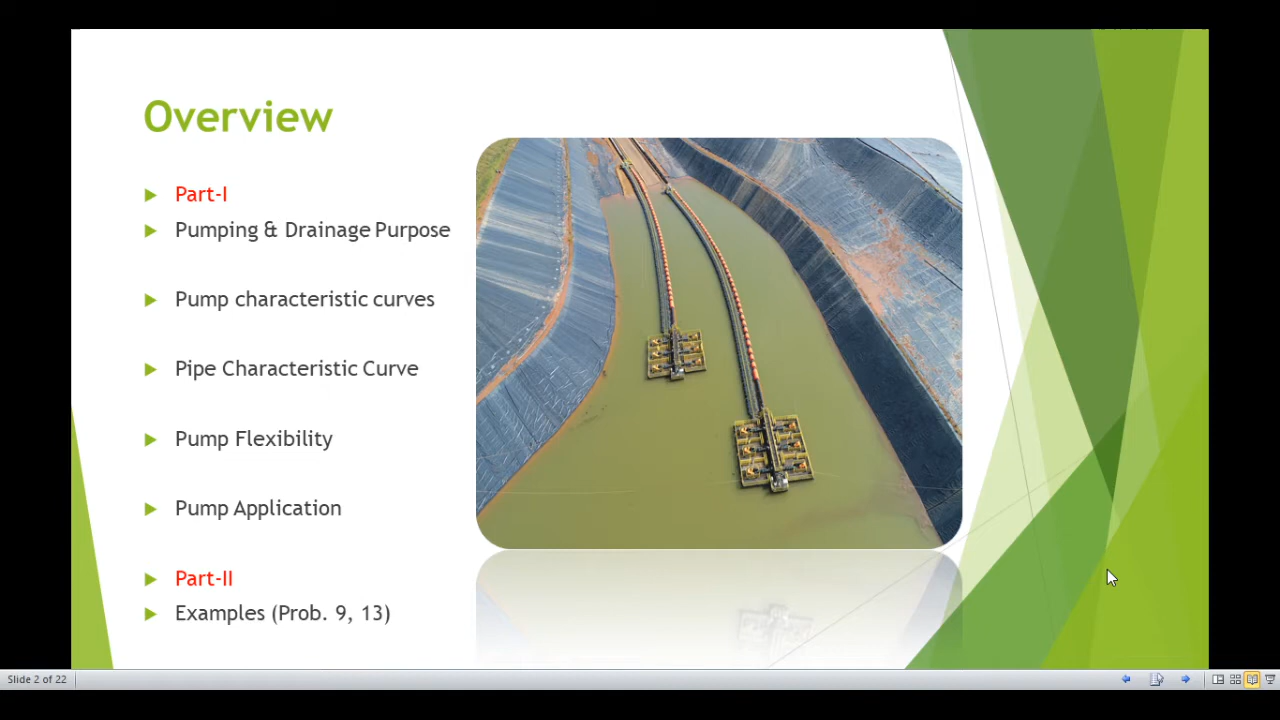 Overview
Part-I
Pumping & Drainage Purpose
Pump characteristic curves
Pipe Characteristic Curve
Pump Flexibility
Pump Application
Part-II
Examples (Prob. 9, 13)
Slide 2 of 22